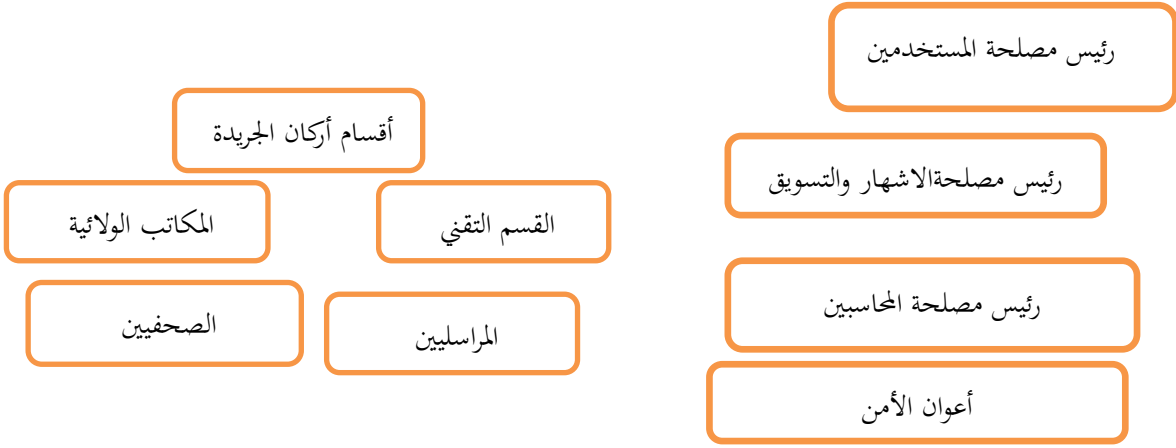 رئيس مصلحة المستخدمين
رئيس مصلحةالاشهار والتسويق
رئيس مصلحة المحاسبين
أعوان الأمن
أقسام أركان الجريدة
القسم التقني
المكاتب الولائية
المراسليين
الصحفيين